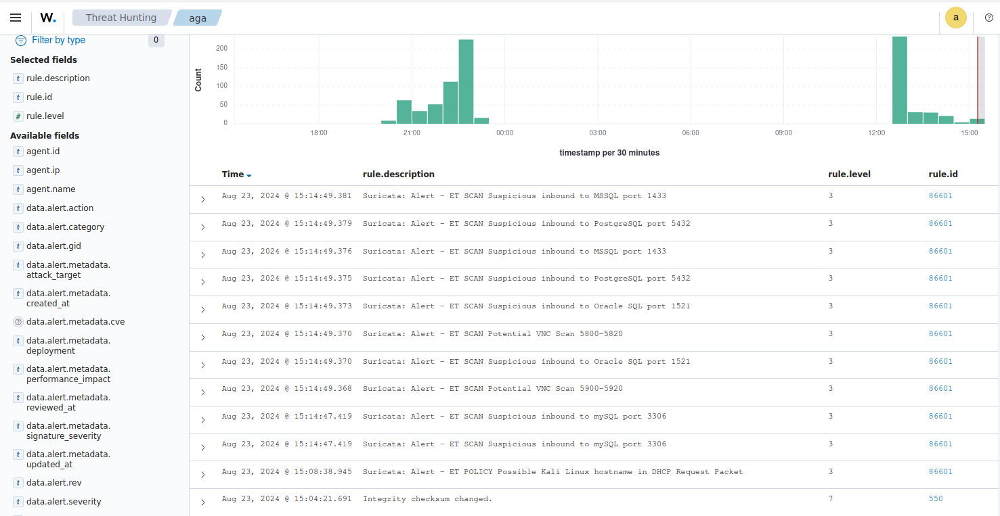 W. Threat Hunting aga a
Filter by type 0
Selected fields
t rule.description
t rule.id
# rule.level
Available fields
t agent.id
t agent.ip
t agent.name
t data.alert.action
t data.alert.category
t data.alert.gid
t data.alert.metadata.
attack_target
t data.alert.metadata.
created_at
data.alert.metadata.cve
t data.alert.metadata.
deployment
t data.alert.metadata.
performance_impact
t data.alert.metadata.
reviewed_at
t data.alert.metadata.
signature_severity
t data.alert.metadata.
updated_at
t data.alert.rev
t data.alert.severity
Count
200
150
100
50
0
18:00 21:00 00:00 03:00 06:00 09:00 12:00 15:00
timestamp per 30 minutes
Time rule.description rule.level rule.id
Aug 23, 2024 @ 15:14:49.381 Suricata: Alert - ET SCAN Suspicious inbound to MSSQL port 1433 3 86601
Aug 23, 2024 @ 15:14:49.379 Suricata: Alert - ET SCAN Suspicious inbound to PostgreSQL port 5432 3 86601
Aug 23, 2024 @ 15:14:49.376 Suricata: Alert - ET SCAN Suspicious inbound to MSSQL port 1433 3 86601
Aug 23, 2024 @ 15:14:49.375 Suricata: Alert - ET SCAN Suspicious inbound to PostgreSQL port 5432 3 86601
Aug 23, 2024 @ 15:14:49.373 Suricata: Alert - ET SCAN Suspicious inbound to Oracle SQL port 1521 3 86601
Aug 23, 2024 @ 15:14:49.370 Suricata: Alert - ET SCAN Potential VNC Scan 5800-5820 3 86601
Aug 23, 2024 @ 15:14:49.370 Suricata: Alert - ET SCAN Suspicious inbound to Oracle SQL port 1521 3 86601
Aug 23, 2024 @ 15:14:49.368 Suricata: Alert - ET SCAN Potential VNC Scan 5900-5920 3 86601
Aug 23, 2024 @ 15:14:47.419 Suricata: Alert - ET SCAN Suspicious inbound to mySQL port 3306 3 86601
Aug 23, 2024 @ 15:14:47.419 Suricata: Alert - ET SCAN Suspicious inbound to mySQL port 3306 3 86601
Aug 23, 2024 @ 15:08:38.945 Suricata: Alert - ET POLICY Possible Kali Linux hostname in DHCP Request Packet 3 86601
Aug 23, 2024 @ 15:04:21.691 Integrity checksum changed. 7 550